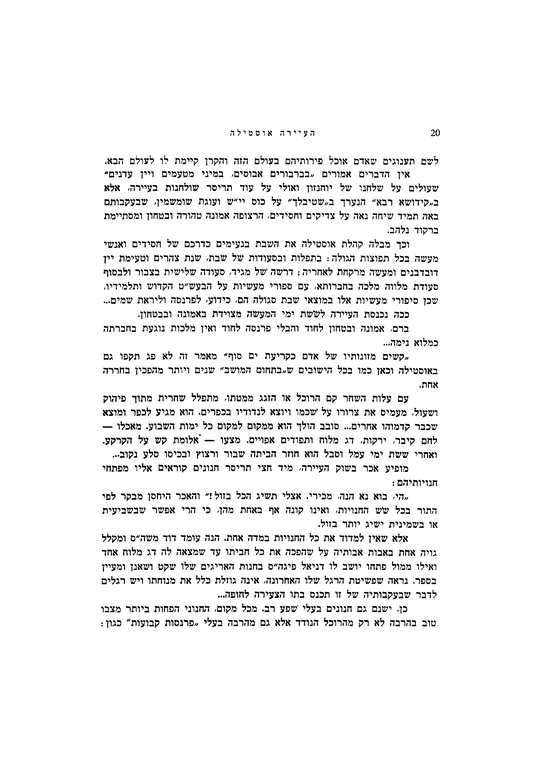 העיירה אוסטילה 20
לשם תענוגים שאדם אוכל פירותיהם בעולם הזה והקרן קיימת לו לעולם הבא.
אין הדברים אמורים „בברבורים אבוסים, במיני מטעמים ויין עדנים"
שעולים על שלחנו של יוחנזון ואולי על עוד תריסר שולחנות בעיירה, אלא
ב„קידושא רבא" הנערך ב„שטיבלך" על כוס יי"ש ועוגת שומשמין, שבעקבותם
באה תמיד שיחה נאה על צדיקים וחסידים, הרצופה אמונה טהורה ובטחון ומסתיימת
ברקוד נלהב.
וכך מבלה קהלת אוסטילה את השבת בנעימים כדרכם של חסידים ואנשי
מעשה בכל תפוצות הגולה: בתפלות ובסעודות של שבת, שנת צהרים וטעימת יין
דובדבנים ומעשה מרקחת לאחריה; דרשה של מגיד, סעודה שלישית בצבור ולבסוף
סעודת מלווה מלכה בחברותא, עם ספורי מעשיות על הבעש"ט הקדוש ותלמידיו,
שכן סיפורי מעשיות אלו במוצאי שבת סגולה הם, כידוע, לפרנסה וליראת שמים...
ככה נכנסת העיירה לששת ימי המעשה מצוידת באמונה ובבטחון.
ברם, אמונה ובטחון לחוד והבלי פרנסה לחוד ואין מלכות נוגעת בחברתה
כמלוא נימה...
„קשים מזונותיו של אדם כקריעת ים סוף" מאמר זה לא פג תקפו גם
באוסטילה וכאן כמו בכל הישובים ש„בתחום המושב" שנים ויותר מהפכין בחררה
אחת.
עם עלות השחר קם הרוכל או הזגג ממטתו, מתפלל שחרית מתוך פיהוק
ושעול, מעמיס את צרורו על שכמו ויוצא לנדודיו בכפרים. הוא מגיע לכפר ומוצא
שכבר קדמוהו אחרים... סובב הולך הוא ממקום למקום כל ימות השבוע. מאכלו —
לחם קיבר, ירקות, דג מלוח ותפודים אפויים, מצעו — אלומת קש על הקרקע.
ואחרי ששת ימי עמל וסבל הוא חוזר הביתה שבור ורצוץ ובכיסו סלע נקוב...
מופיע אכר בשוק העיירה, מיד חצי תריסר חנונים קוראים אליו מפתחי
חנויותיהם:
„הי, בוא נא הנה, מכירי. אצלי תשיג הכל בזול!" והאכר היחסן מבקר לפי
התור בכל שש החנויות, ואינו קונה אף באחת מהן, כי הרי אפשר שבשביעית
או בשמינית ישיג יותר בזול.
אלא שאין למדוד את כל החנויות במדה אחת. הנה עומד דוד משה"ס ומקלל
גויה אחת באבות אבותיה על שהפכה את כל חביתו עד שמצאה לה דג מלוח אחד
ואילו ממול פתחו יושב לו דניאל פיגה"ס בחנות האריגים שלו שקט ושאנן ומעיין
בספר. נראה שפשיטת הרגל שלו האחרונה, אינה גוזלת כלל את מנוחתו ויש רגלים
לדבר שבעקבותיה של זו תכנס בתו הצעירה לחופה...
כן, ישנם גם חנונים בעלי שפע רב. מכל מקום, החנוני הפחות ביותר מצבו
טוב בהרבה לא רק מהרוכל הנודד אלא גם מהרבה בעלי „פרנסות קבועות" כגון: